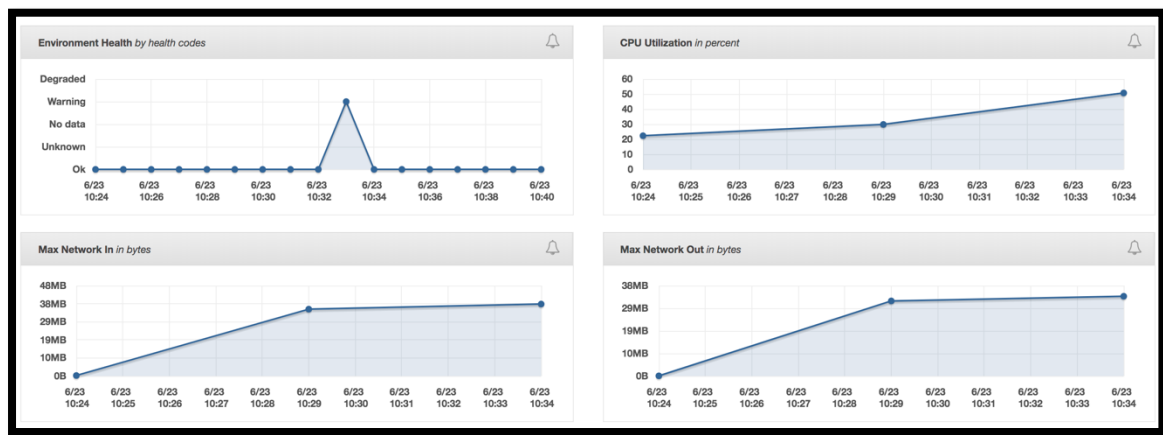 Environment Health by health codes
Degraded
Warning
No data
Unknown
Ok
6/23 6/23 6/23 6/23 6/23 6/23 6/23 6/23 6/23
10:24 10:26 10:28 10:30 10:32 10:34 10:36 10:38 10:40
CPU Utilization in percent
60
50
40
30
20
10
0
6/23 6/23 6/23 6/23 6/23 6/23 6/23 6/23 6/23 6/23 6/23
10:24 10:25 10:26 10:27 10:28 10:29 10:30 10:31 10:32 10:33 10:34
Max Network In in bytes
48MB
38MB
29MB
19MB
10MB
0B
6/23 6/23 6/23 6/23 6/23 6/23 6/23 6/23 6/23 6/23 6/23
10:24 10:25 10:26 10:27 10:28 10:29 10:30 10:31 10:32 10:33 10:34
Max Network Out in bytes
38MB
29MB
19MB
10MB
0B
6/23 6/23 6/23 6/23 6/23 6/23 6/23 6/23 6/23 6/23 6/23
10:24 10:25 10:26 10:27 10:28 10:29 10:30 10:31 10:32 10:33 10:34